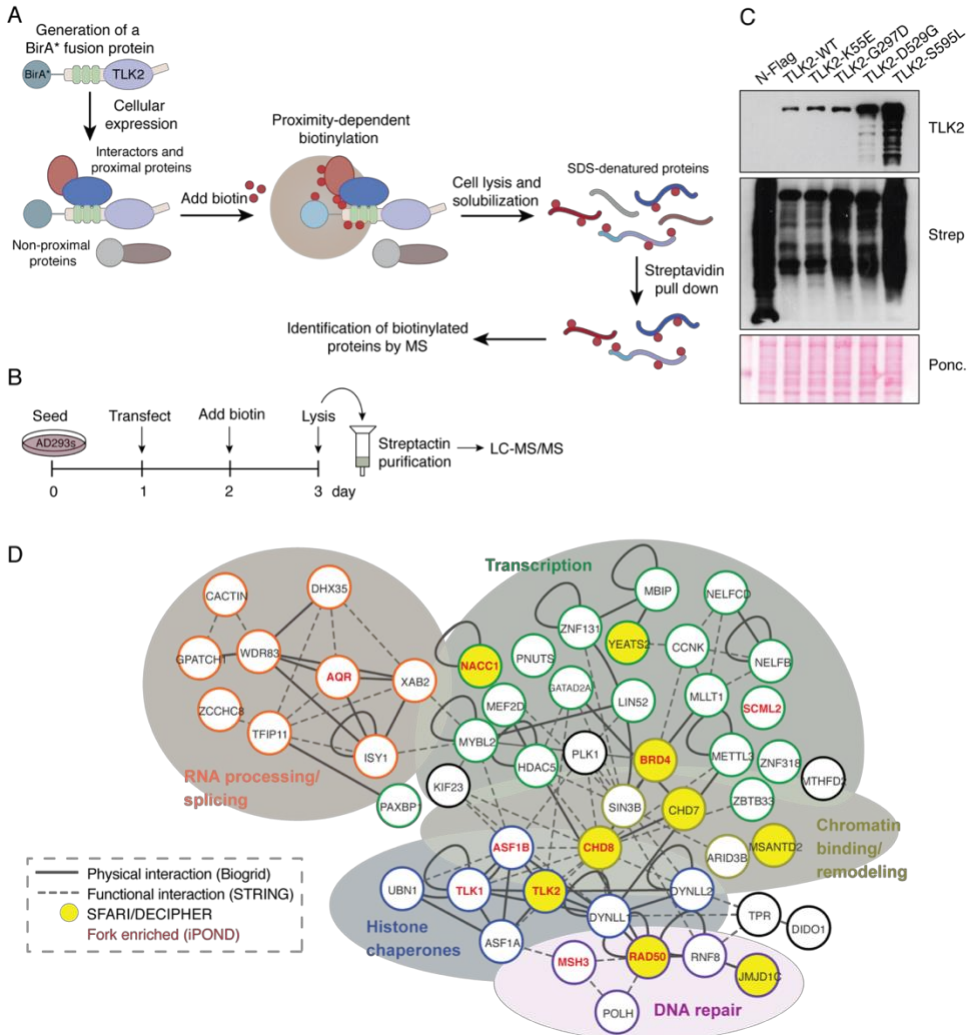 A
Generation of a
BirA* fusion protein
BirA*
TLK2
Cellular
expression
Interactors and
proximal proteins
Non-proximal
proteins
Add biotin
Proximity-dependent
biotinylation
Cell lysis and
solubilization
SDS-denatured proteins
Streptavidin
pull down
Identification of biotinylated
proteins by MS
B
Seed
Transfect
Add biotin
Lysis
AD293s
Streptactin
purification
LC-MS/MS
0
1
2
3
day
C
N-Flag
TLK2-WT
TLK2-K55E
TLK2-G297D
TLK2-D529G
TLK2-S595L
TLK2
Strep
Ponc.
D
Transcription
CACTIN
DHX35
MBIP
NELFCD
ZNF131
GPATCH1
WDR83
YEATS2
CCNK
NELFB
NACC1
PNUTS
AQR
XAB2
GATAD2A
LIN52
MLLT1
SCML2
ZCCHC8
MEF2D
TFIP11
MYBL2
PLK1
BRD4
METTL3
ZNF318
ISY1
HDAC5
MTHFD2
RNA processing/
splicing
KIF23
PAXBP1
SIN3B
CHD7
ZBTB33
Chromatin
binding/
remodeling
ASF1B
CHD8
ARID3B
MSANTD2
UBN1
TLK1
TLK2
DYNLL2
DYNLL1
TPR
DIDO1
Histone
chaperones
ASF1A
MSH3
RAD50
RNF8
JMJD1C
POLH
DNA repair
Physical interaction (Biogrid)
Functional interaction (STRING)
SFARI/DECIPHER
Fork enriched (iPOND)